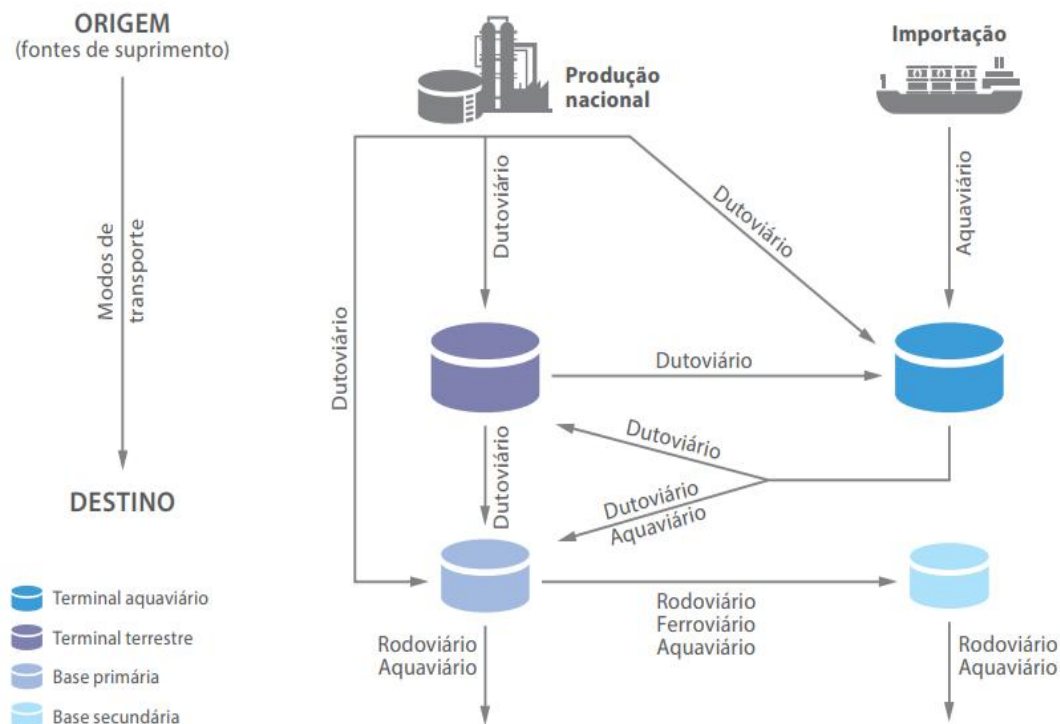 ORIGEM
(fontes de suprimento)
Modos de
transporte
DESTINO
Produção
nacional
Importação
Dutoviário
Dutoviário
Dutoviário
Aquaviário
Dutoviário
Dutoviário
Dutoviário
Dutoviário
Aquaviário
Rodoviário
Ferroviário
Aquaviário
Rodoviário
Aquaviário
Rodoviário
Aquaviário
Terminal aquaviário
Terminal terrestre
Base primária
Base secundária